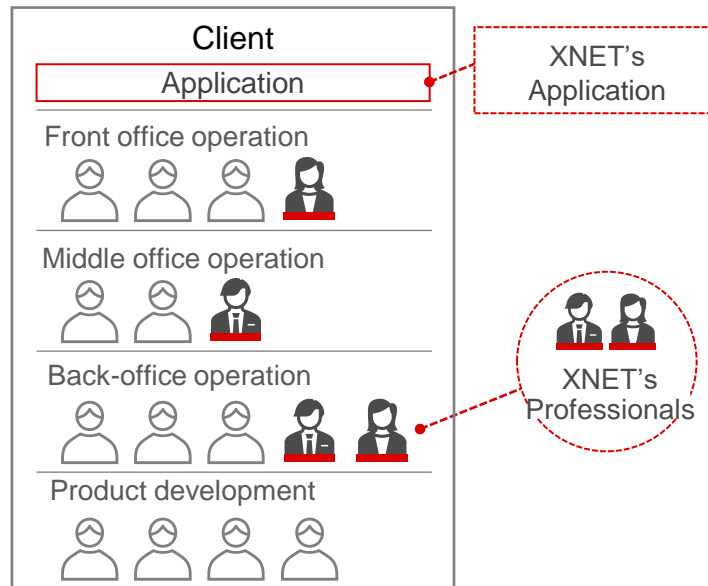 Client
Application
XNET’s
Application
Front office operation
Middle office operation
Back-office operation
XNET’s
Professionals
Product development